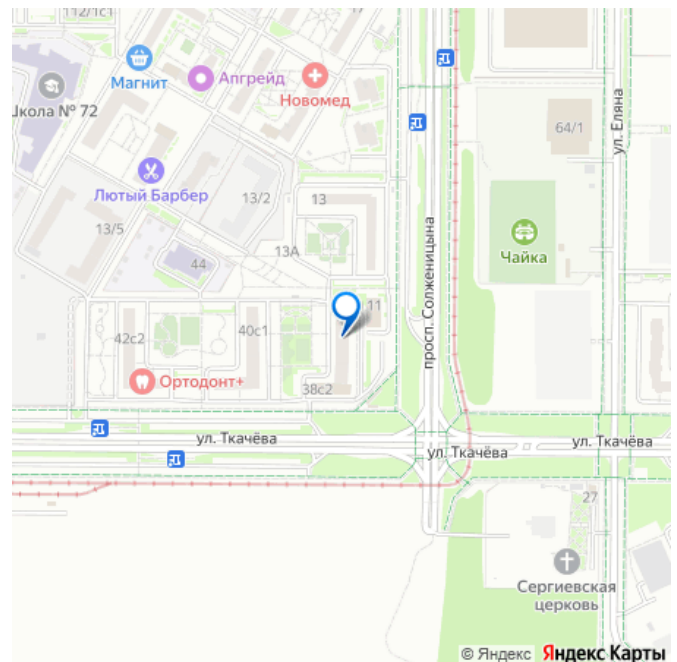 112/1с1
17
Магнит
Апгрейд
Новомед
Школа № 72
64/1
ул. Еляна
Лютый Барбер
13/2
13
13/5
13А
Чайка
44
просп. Солженицына
11
42с2
40с1
Ортодонт+
38с2
ул. Ткачёва
ул. Ткачёва
ул. Ткачёва
27
Сергиевская
церковь
© Яндекс Яндекс Карты